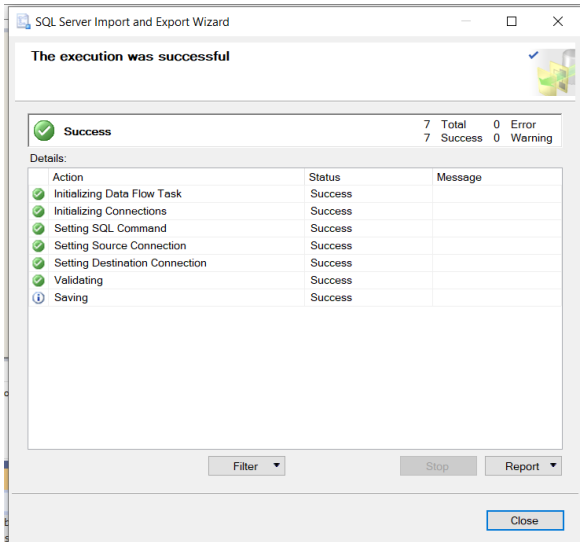 SQL Server Import and Export Wizard
The execution was successful
Success
7 Total 0 Error
7 Success 0 Warning
Details:
Action Status Message
Initializing Data Flow Task Success
Initializing Connections Success
Setting SQL Command Success
Setting Source Connection Success
Setting Destination Connection Success
Validating Success
Saving Success
Filter Stop Report
Close